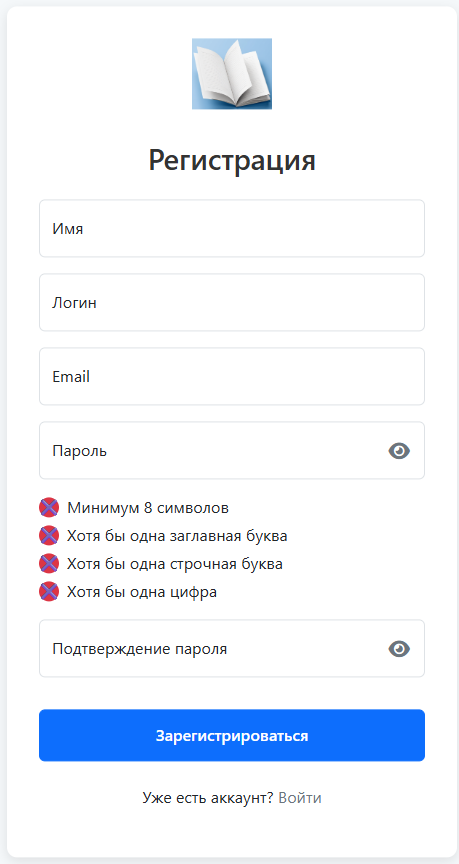 Регистрация
Имя
Логин
Email
Пароль
Минимум 8 символов
Хотя бы одна заглавная буква
Хотя бы одна строчная буква
Хотя бы одна цифра
Подтверждение пароля
Зарегистрироваться
Уже есть аккаунт? Войти